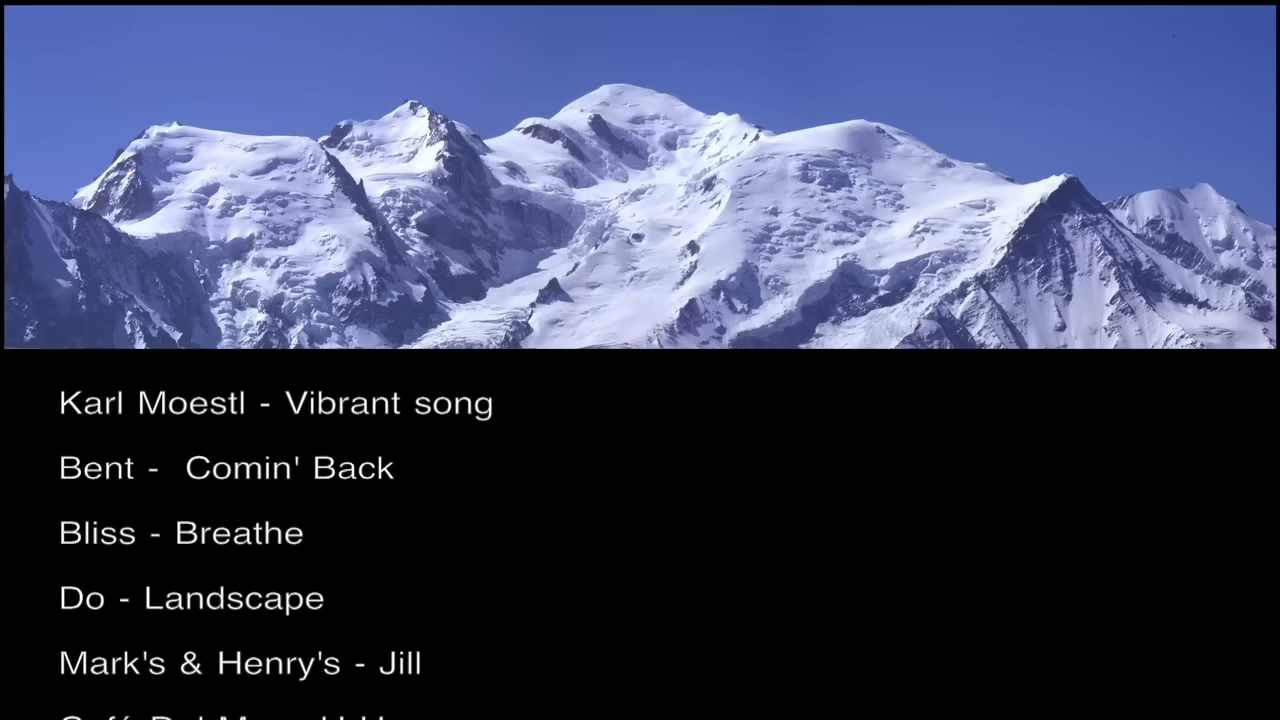 Karl Moestl - Vibrant song
Bent -  Comin' Back
Bliss - Breathe
Do - Landscape
Mark's & Henry's - Jill